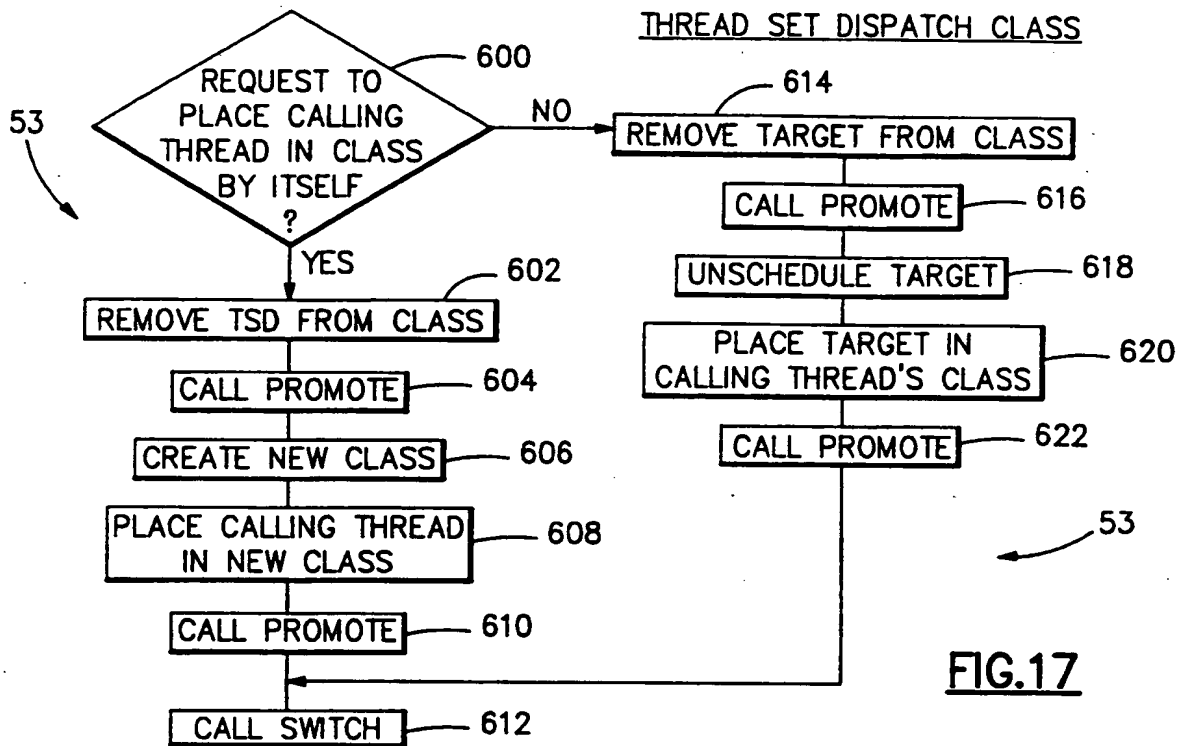 THREAD SET DISPATCH CLASS
600
REQUEST TO
PLACE CALLING
THREAD IN CLASS
BY ITSELF
?
53
NO
YES
614
REMOVE TARGET FROM CLASS
CALL PROMOTE
616
UNSCHEDULE TARGET
618
PLACE TARGET IN
CALLING THREAD'S CLASS
620
CALL PROMOTE
622
602
REMOVE TSD FROM CLASS
CALL PROMOTE
604
CREATE NEW CLASS
606
PLACE CALLING THREAD
IN NEW CLASS
608
CALL PROMOTE
610
CALL SWITCH
612
53
FIG.17